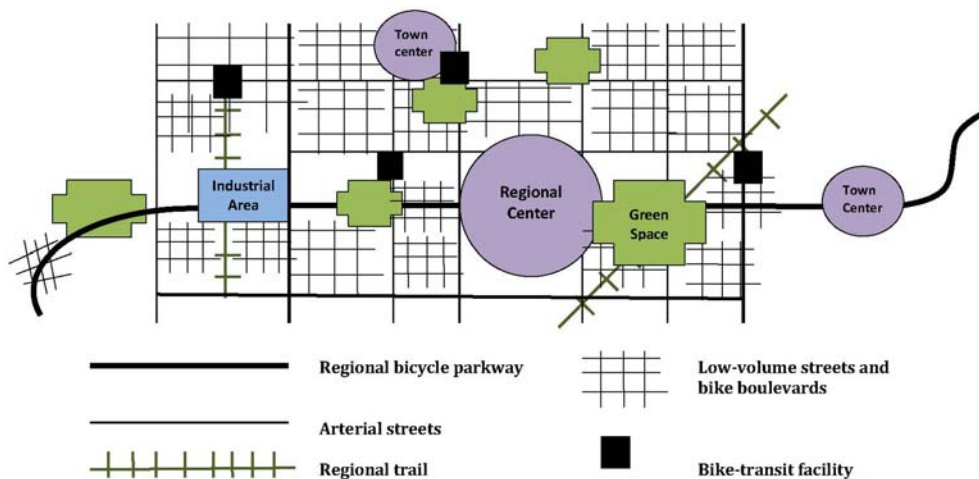 Town
center
Industrial
Area
Regional
Center
Green
Space
Town
Center
Regional bicycle parkway
Arterial streets
Regional trail
Low-volume streets and
bike boulevards
Bike-transit facility